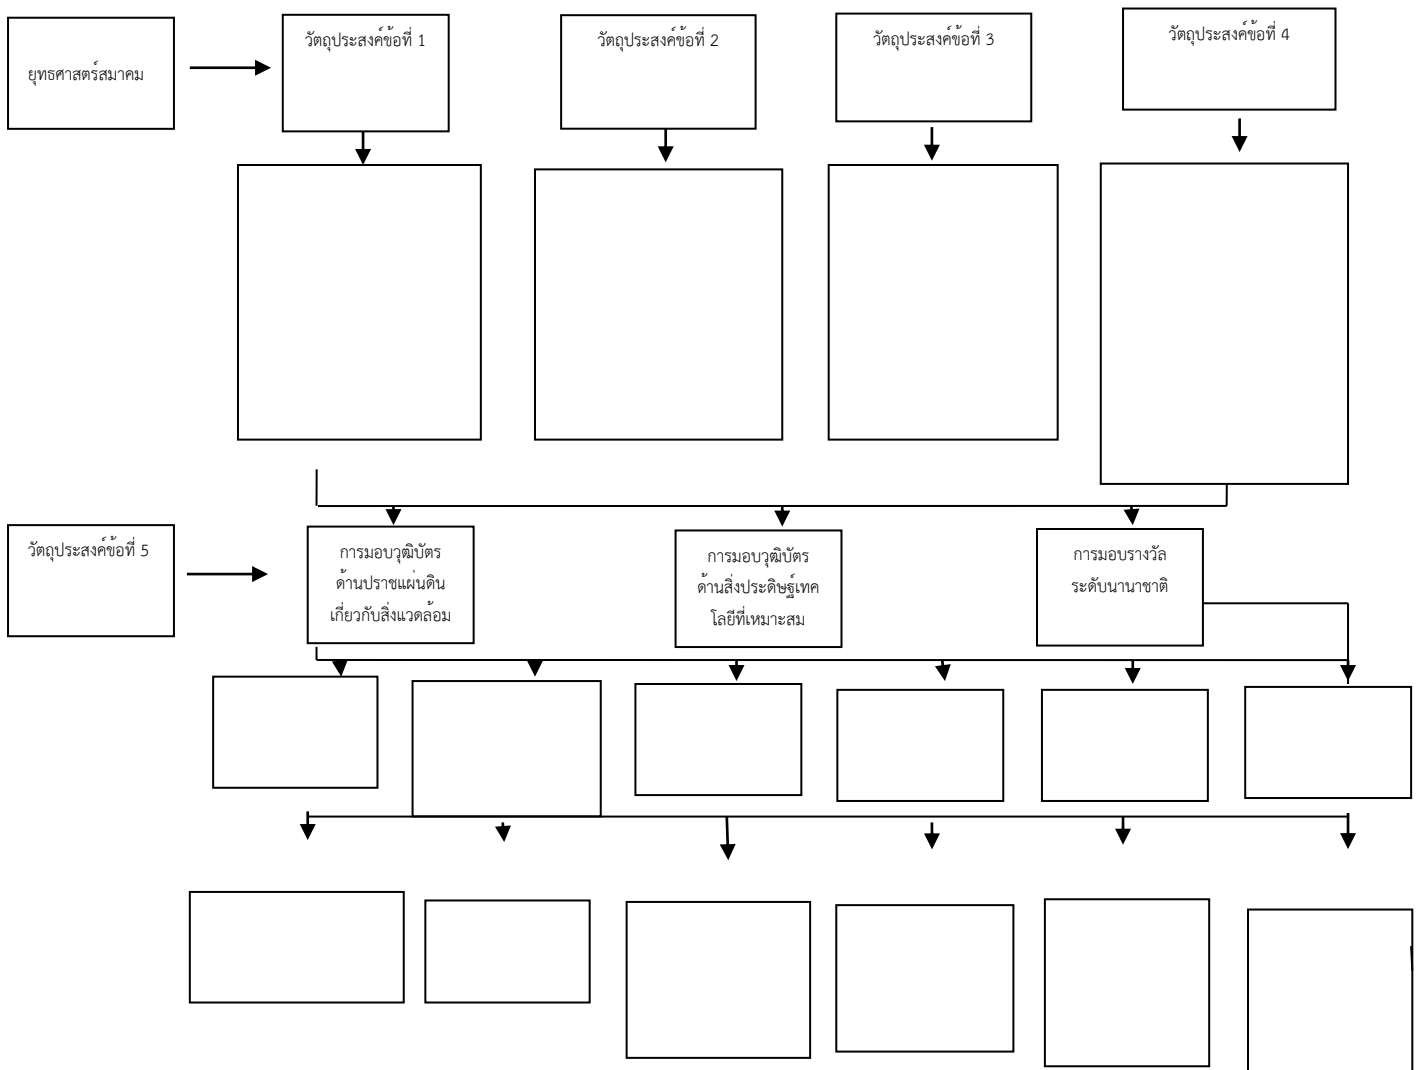 ยุทธศาสตร์สมาคม
วัตถุประสงค์ข้อที่ 1
วัตถุประสงค์ข้อที่ 2
วัตถุประสงค์ข้อที่ 3
วัตถุประสงค์ข้อที่ 4
วัตถุประสงค์ข้อที่ 5
การมอบวุฒิบัตร
ด้านปราชแผ่นดิน
เกี่ยวกับสิ่งแวดล้อม
การมอบวุฒิบัตร
ด้านสิ่งประดิษฐ์เทค
โลยีที่เหมาะสม
การมอบรางวัล
ระดับนานาชาติ